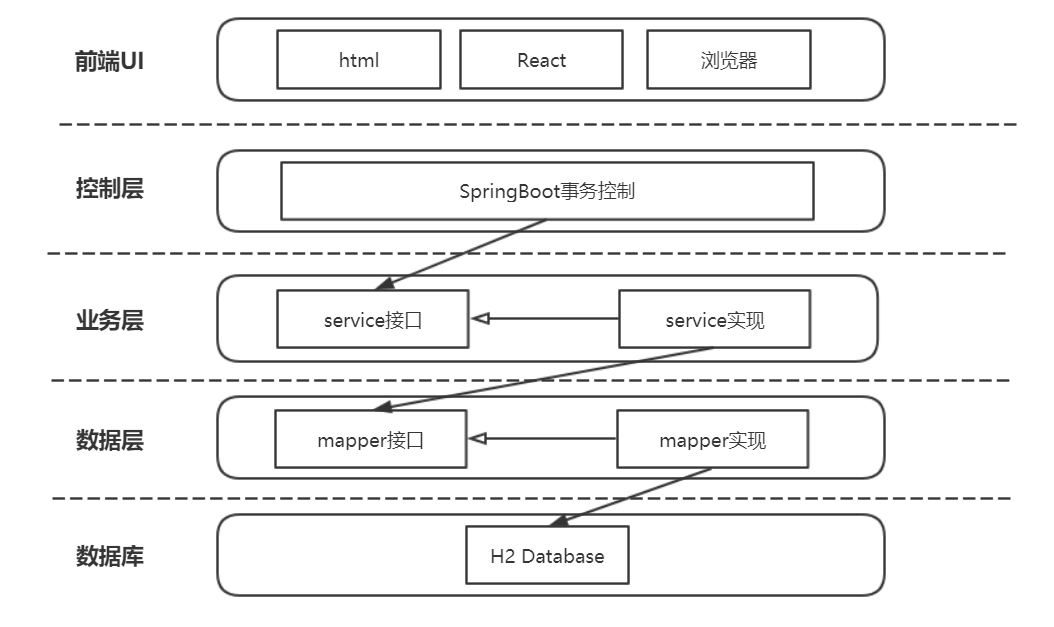 前端UI
html
React
浏览器
控制层
SpringBoot事务控制
业务层
service接口
service实现
数据层
mapper接口
mapper实现
数据库
H2 Database